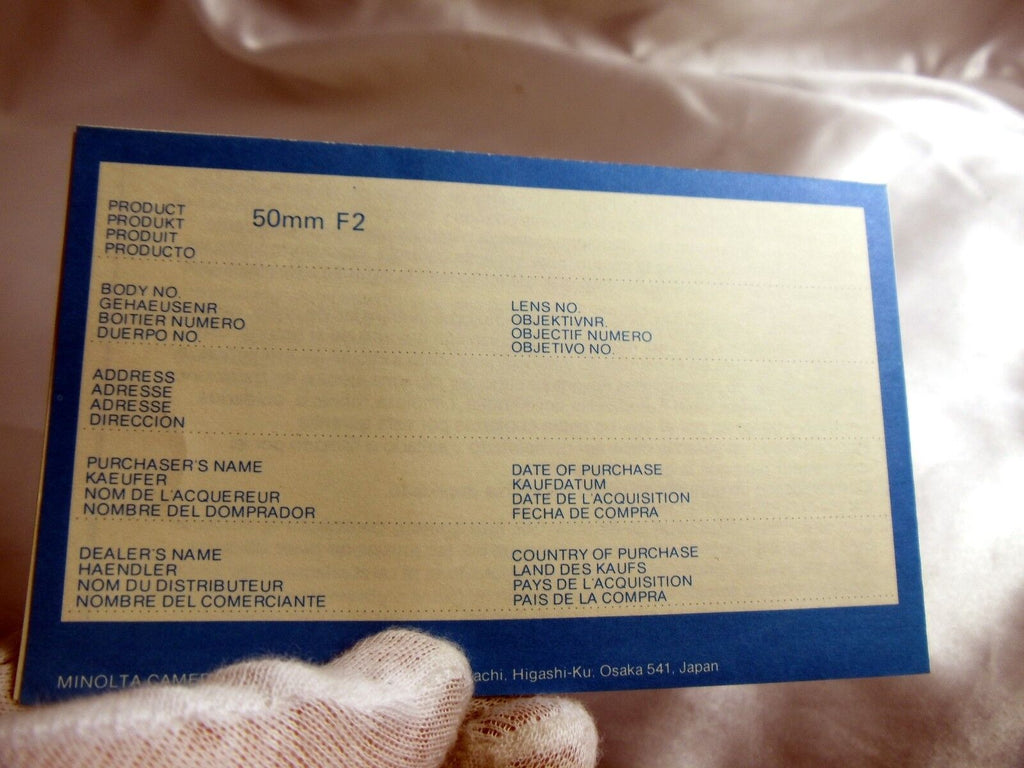 PRODUCT
PRODUKT
PRODUIT
PRODUCTO
50mm F2
BODY NO.
GEHAEUSENR
BOITIER NUMERO
DUERPO NO.
LENS NO.
OBJEKTIVNR.
OBJECTIF NUMERO
OBJETIVO NO.
ADDRESS
ADRESSE
ADRESSE
DIRECCION
PURCHASER'S NAME
KAEUFER
NOM DE L'ACQUEREUR
NOMBRE DEL DOMPRADOR
DATE OF PURCHASE
KAUFDATUM
DATE DE L'ACQUISITION
FECHA DE COMPRA
DEALER'S NAME
HAENDLER
NOM DU DISTRIBUTEUR
NOMBRE DEL COMERCIANTE
COUNTRY OF PURCHASE
LAND DES KAUFS
PAYS DE L'ACQUISITION
PAIS DE LA COMPRA
MINOLTA Higashi-Ku. Osaka 541, Japan